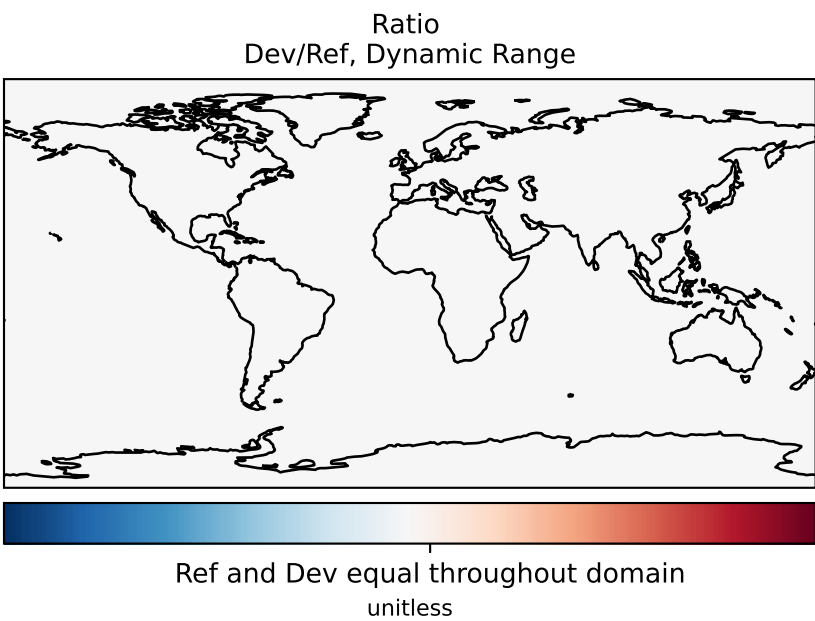 Ratio
Dev/Ref, Dynamic Range
Ref and Dev equal throughout domain
unitless